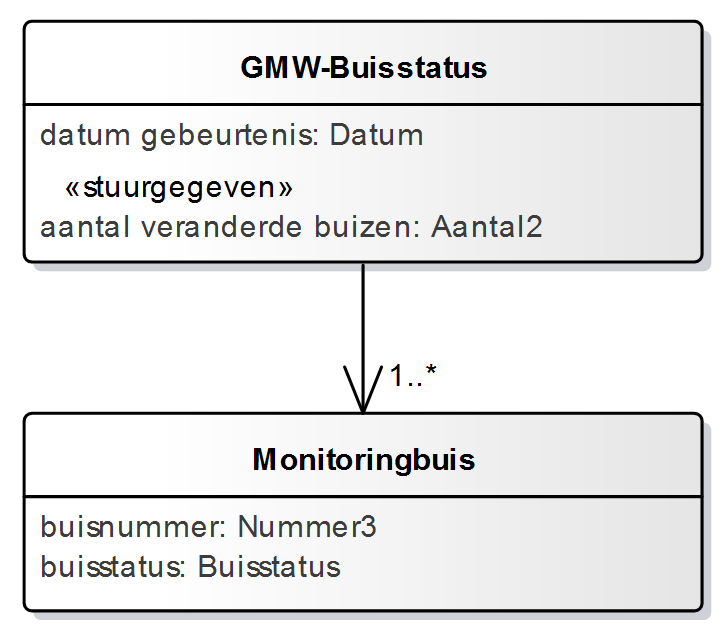 GMW-Buisstatus
datum gebeurtenis: Datum
«stuurgegeven»
aantal veranderde buizen: Aantal2
1..*
Monitoringbuis
buisnummer: Nummer3
buisstatus: Buisstatus